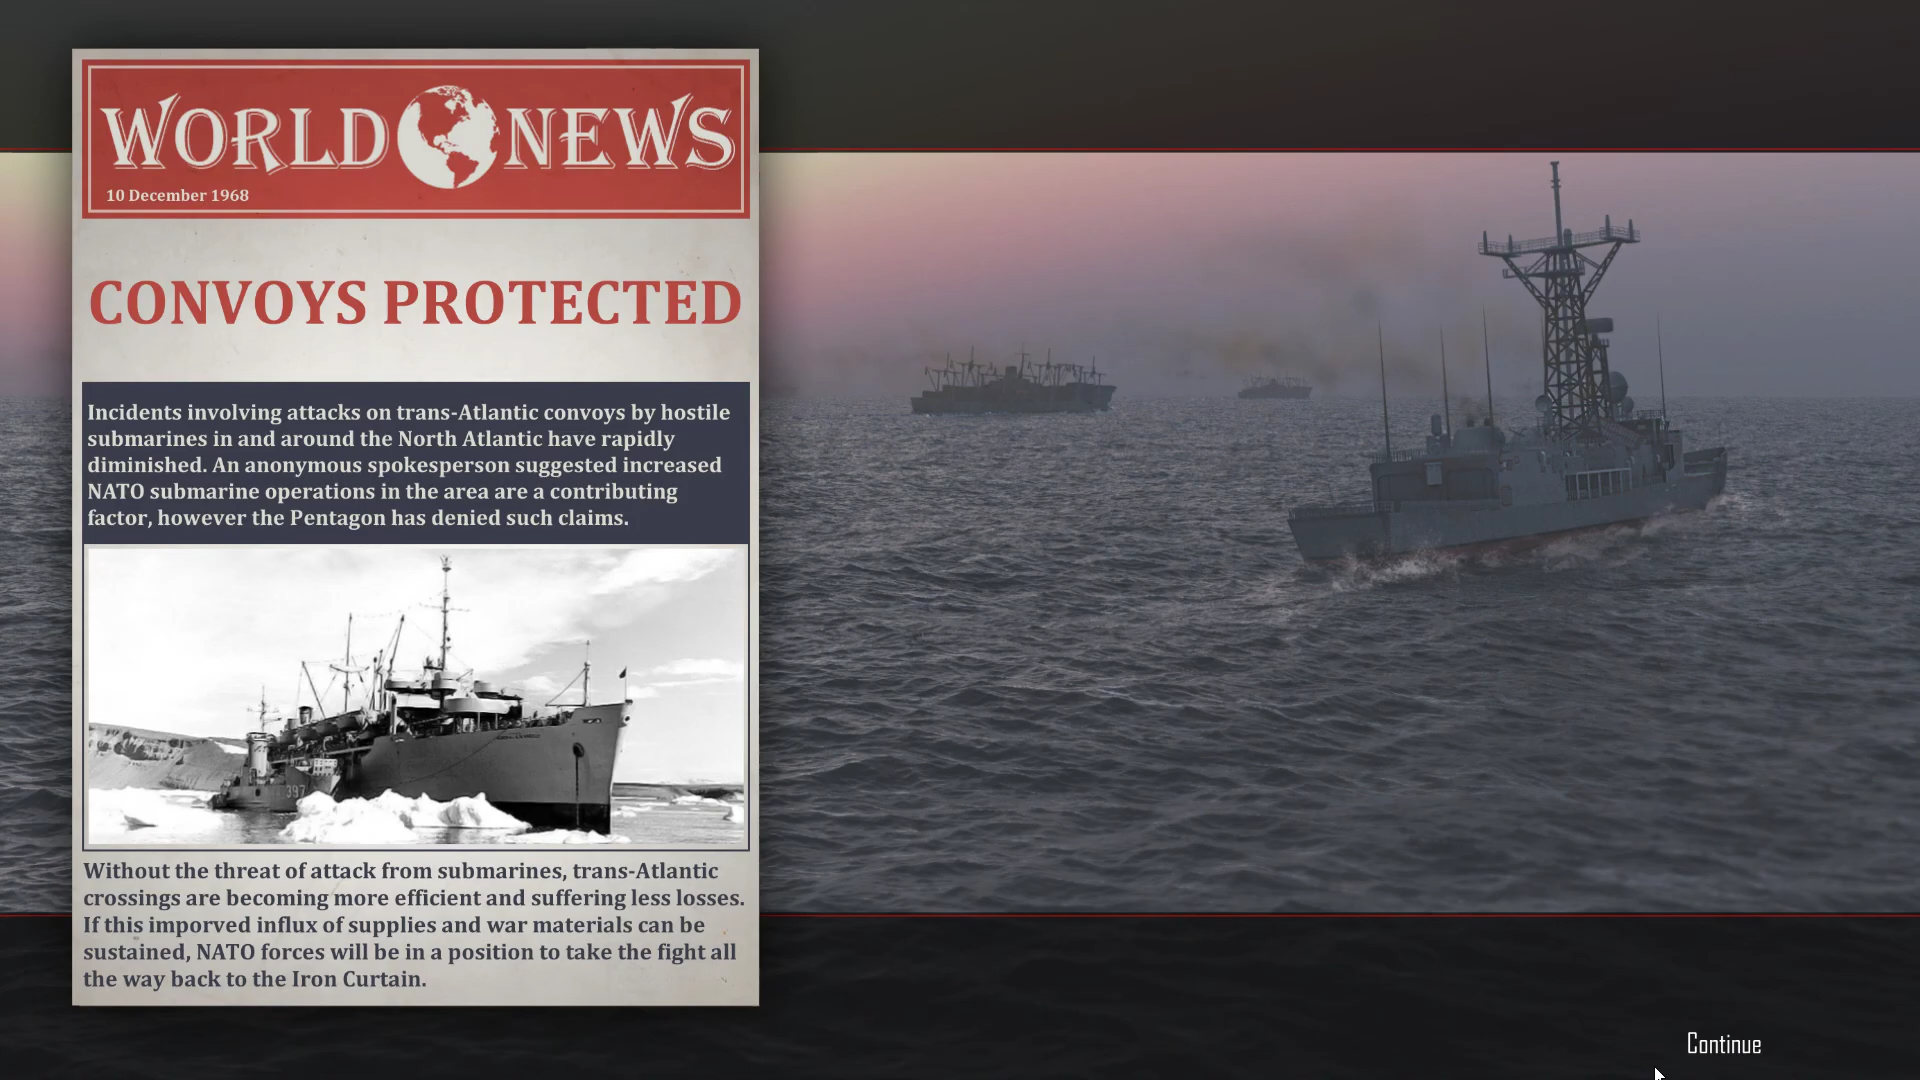 WORLD NEWS
10 December 1968
CONVOYS PROTECTED
Incidents involving attacks on trans-Atlantic convoys by hostile
submarines in and around the North Atlantic have rapidly
diminished. An anonymous spokesperson suggested increased
NATO submarine operations in the area are a contributing
factor, however the Pentagon has denied such claims.
397
Without the threat of attack from submarines, trans-Atlantic
crossings are becoming more efficient and suffering less losses.
If this imporved influx of supplies and war materials can be
sustained, NATO forces will be in a position to take the fight all
the way back to the Iron Curtain.
Continue